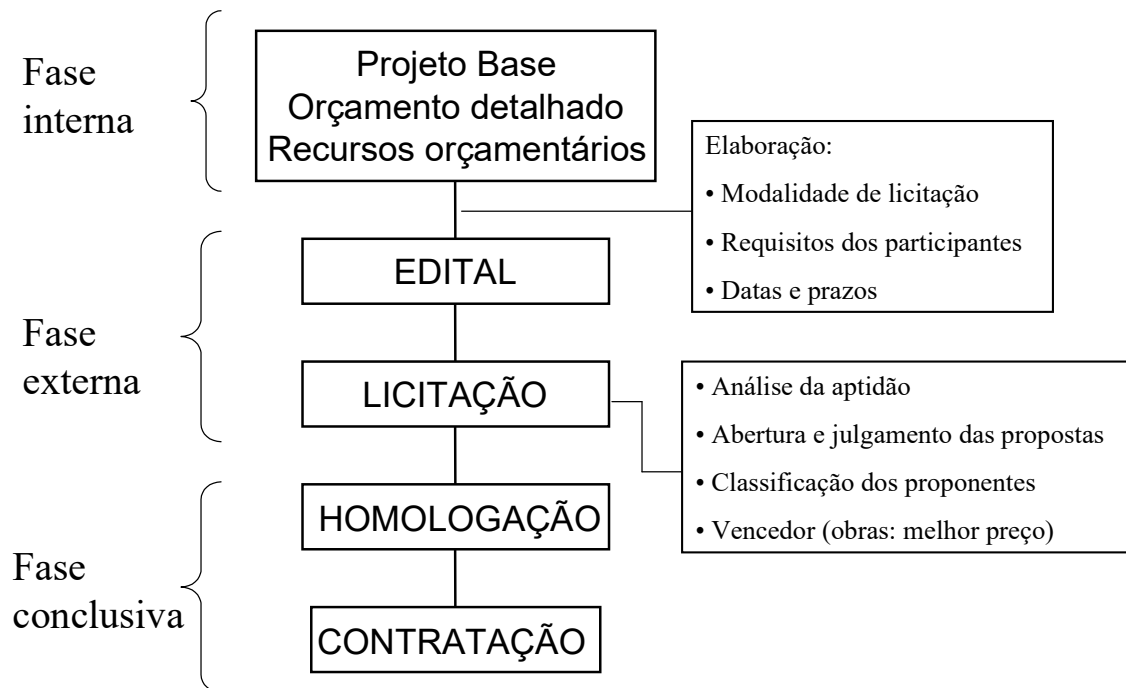 Fase
interna
Projeto Base
Orçamento detalhado
Recursos orçamentários
Elaboração:
• Modalidade de licitação
• Requisitos dos participantes
• Datas e prazos
Fase
externa
EDITAL
LICITAÇÃO
• Análise da aptidão
• Abertura e julgamento das propostas
• Classificação dos proponentes
• Vencedor (obras: melhor preço)
Fase
conclusiva
HOMOLOGAÇÃO
CONTRATAÇÃO